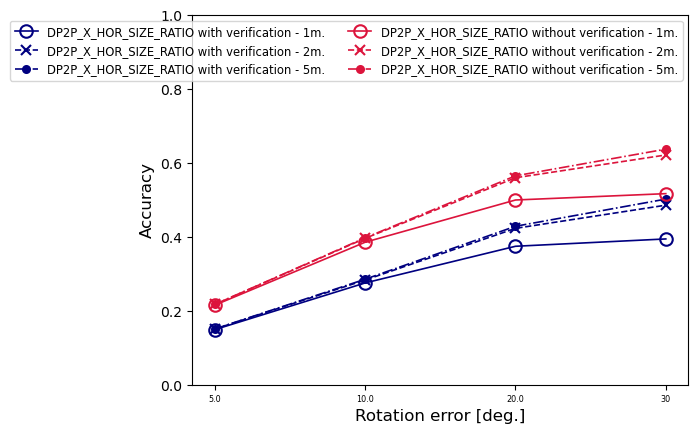 1.0
DP2P_X_HOR_SIZE_RATIO with verification - 1m.
DP2P_X_HOR_SIZE_RATIO with verification - 2m.
DP2P_X_HOR_SIZE_RATIO with verification - 5m.
DP2P_X_HOR_SIZE_RATIO without verification - 1m.
DP2P_X_HOR_SIZE_RATIO without verification - 2m.
DP2P_X_HOR_SIZE_RATIO without verification - 5m.
0.8
0.6
0.4
0.2
0.0
Accuracy
5.0 10.0 20.0 30
Rotation error [deg.]